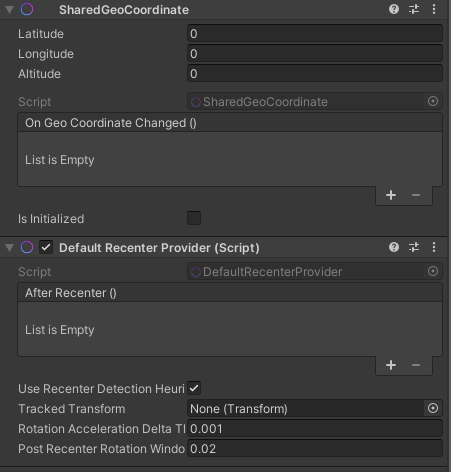 SharedGeoCoordinate
Latitude 0
Longitude 0
Altitude 0
Script SharedGeoCoordinate
On Geo Coordinate Changed ()
List is Empty
Is Initialized
Default Recenter Provider (Script)
Script DefaultRecenterProvider
After Recenter ()
List is Empty
Use Recenter Detection Heuri
Tracked Transform None (Transform)
Rotation Acceleration Delta Tl 0.001
Post Recenter Rotation Windo 0.02